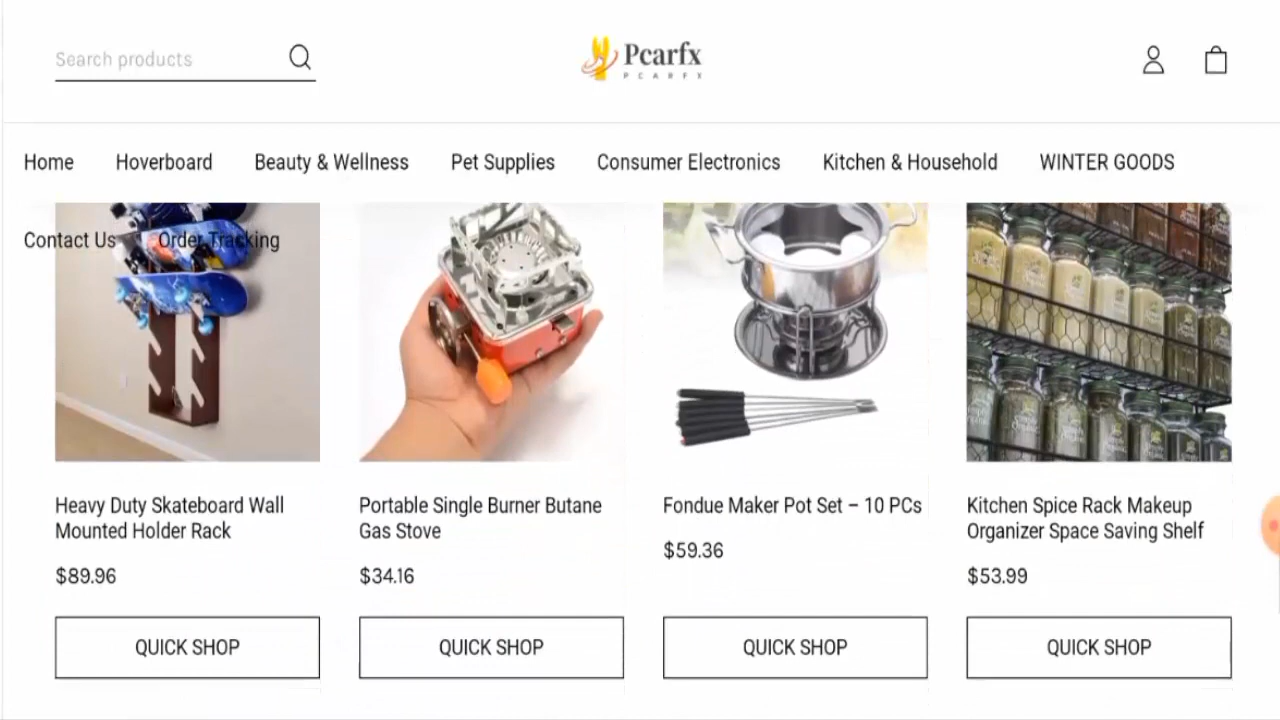 Search products
Pcarfx
PCARFX
Home Hoverboard Beauty & Wellness Pet Supplies Consumer Electronics Kitchen & Household WINTER GOODS
Contact Us Order Tracking
Heavy Duty Skateboard Wall
Mounted Holder Rack
$89.96
QUICK SHOP
Portable Single Burner Butane
Gas Stove
$34.16
QUICK SHOP
Fondue Maker Pot Set – 10 PCs
$59.36
QUICK SHOP
Kitchen Spice Rack Makeup
Organizer Space Saving Shelf
$53.99
QUICK SHOP